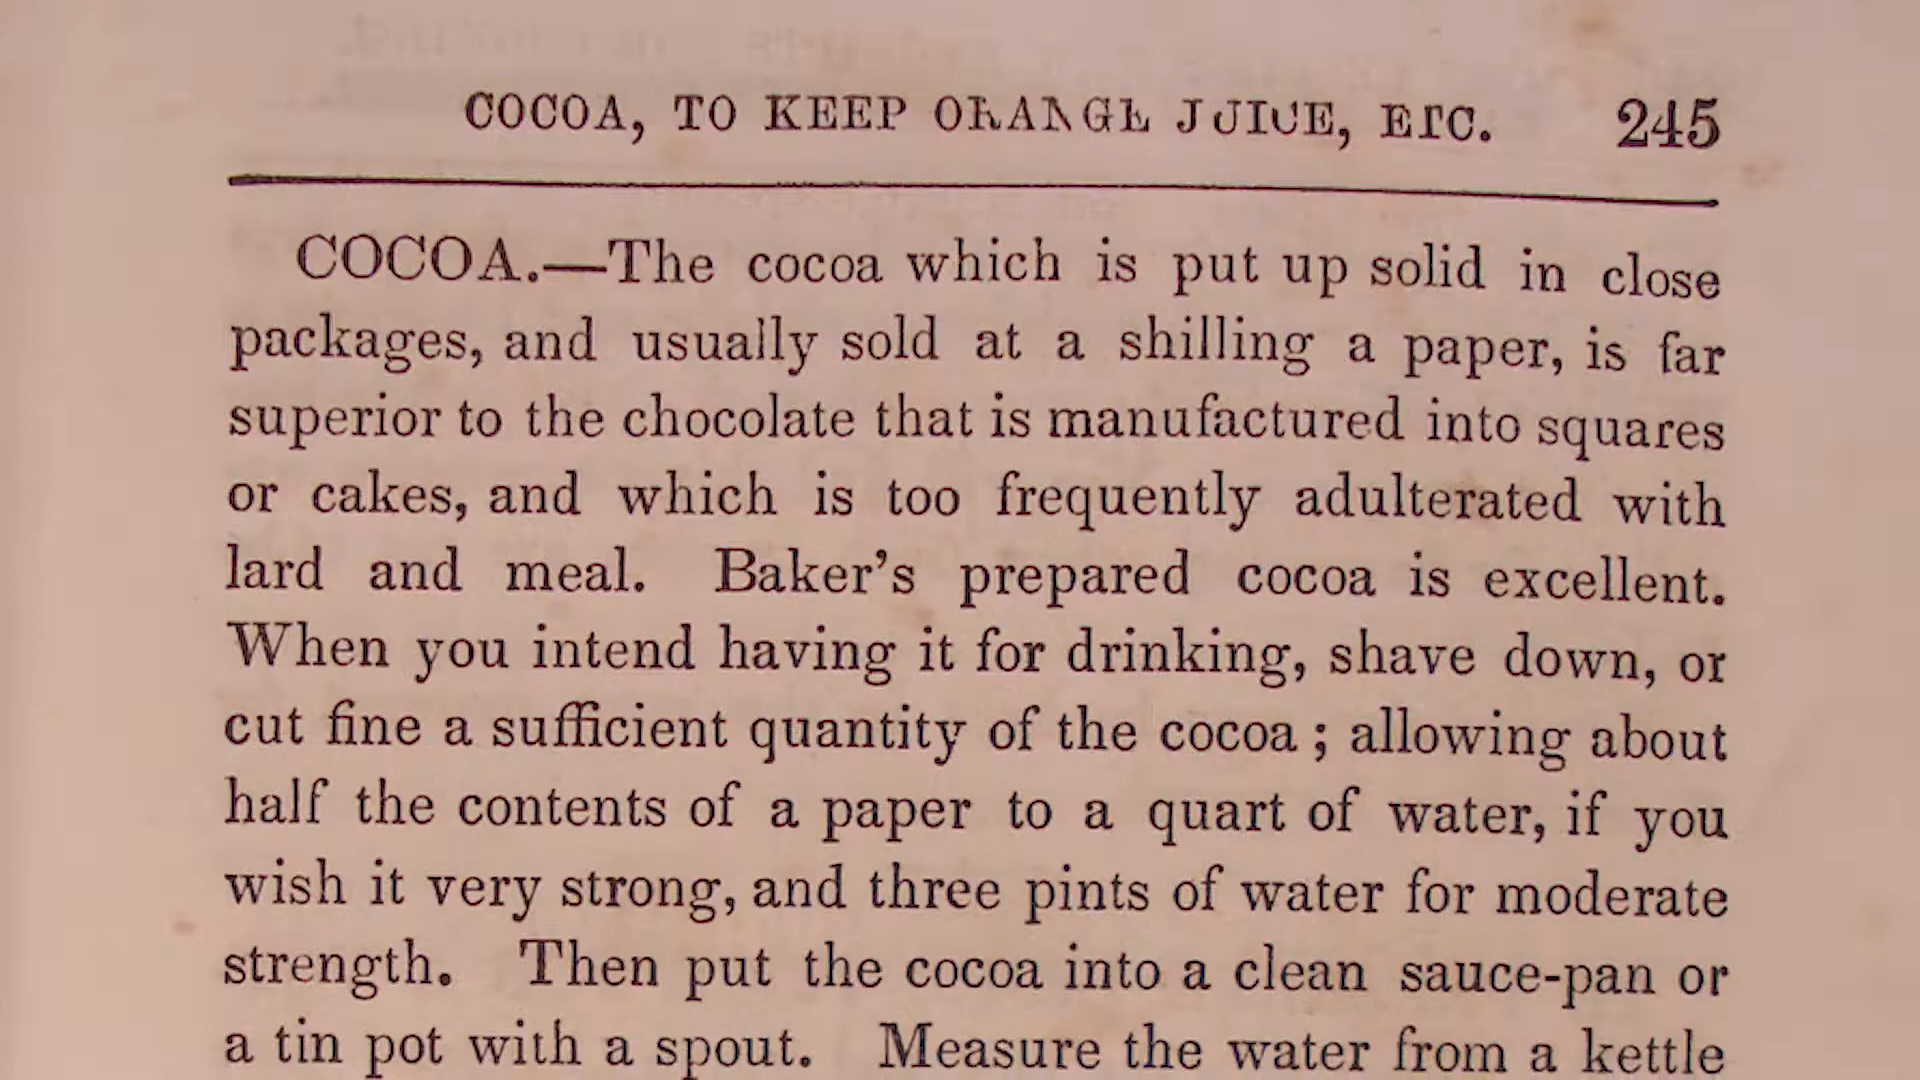 COCOA, TO KEEP ORANGE JUICE, ETC. 245
COCOA.—The cocoa which is put up solid in close
packages, and usually sold at a shilling a paper, is far
superior to the chocolate that is manufactured into squares
or cakes, and which is too frequently adulterated with
lard and meal. Baker’s prepared cocoa is excellent.
When you intend having it for drinking, shave down, or
cut fine a sufficient quantity of the cocoa ; allowing about
half the contents of a paper to a quart of water, if you
wish it very strong, and three pints of water for moderate
strength. Then put the cocoa into a clean sauce-pan or
a tin pot with a spout. Measure the water from a kettle